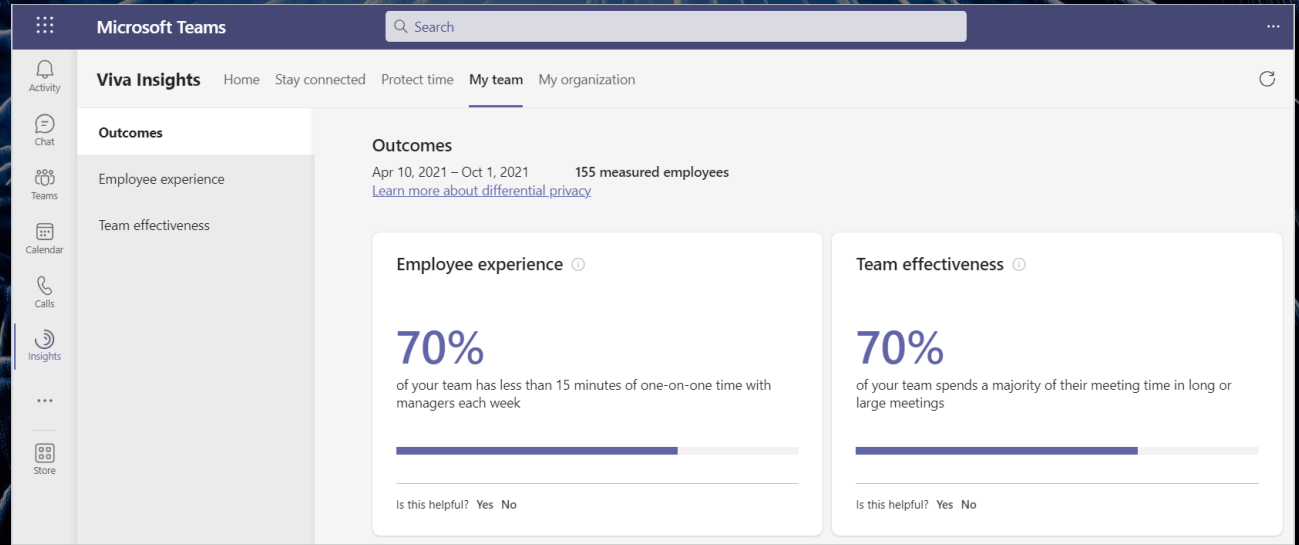 Microsoft Teams
Search
Viva Insights Home Stay connected Protect time My team My organization
Activity
Chat
Teams
Calendar
Calls
Insights
Store
Outcomes
Employee experience
Team effectiveness
Outcomes
Apr 10, 2021 – Oct 1, 2021 155 measured employees
Learn more about differential privacy
Employee experience
70%
of your team has less than 15 minutes of one-on-one time with
managers each week
Is this helpful? Yes No
Team effectiveness
70%
of your team spends a majority of their meeting time in long or
large meetings
Is this helpful? Yes No